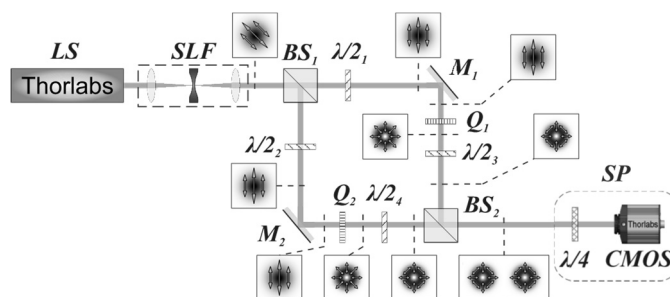 LS
SLF
BS1
λ/21
M1
Thorlabs
Q1
λ/22
λ/23
SP
Q2
λ/24
BS2
Thorlabs
M2
λ/4
CMOS